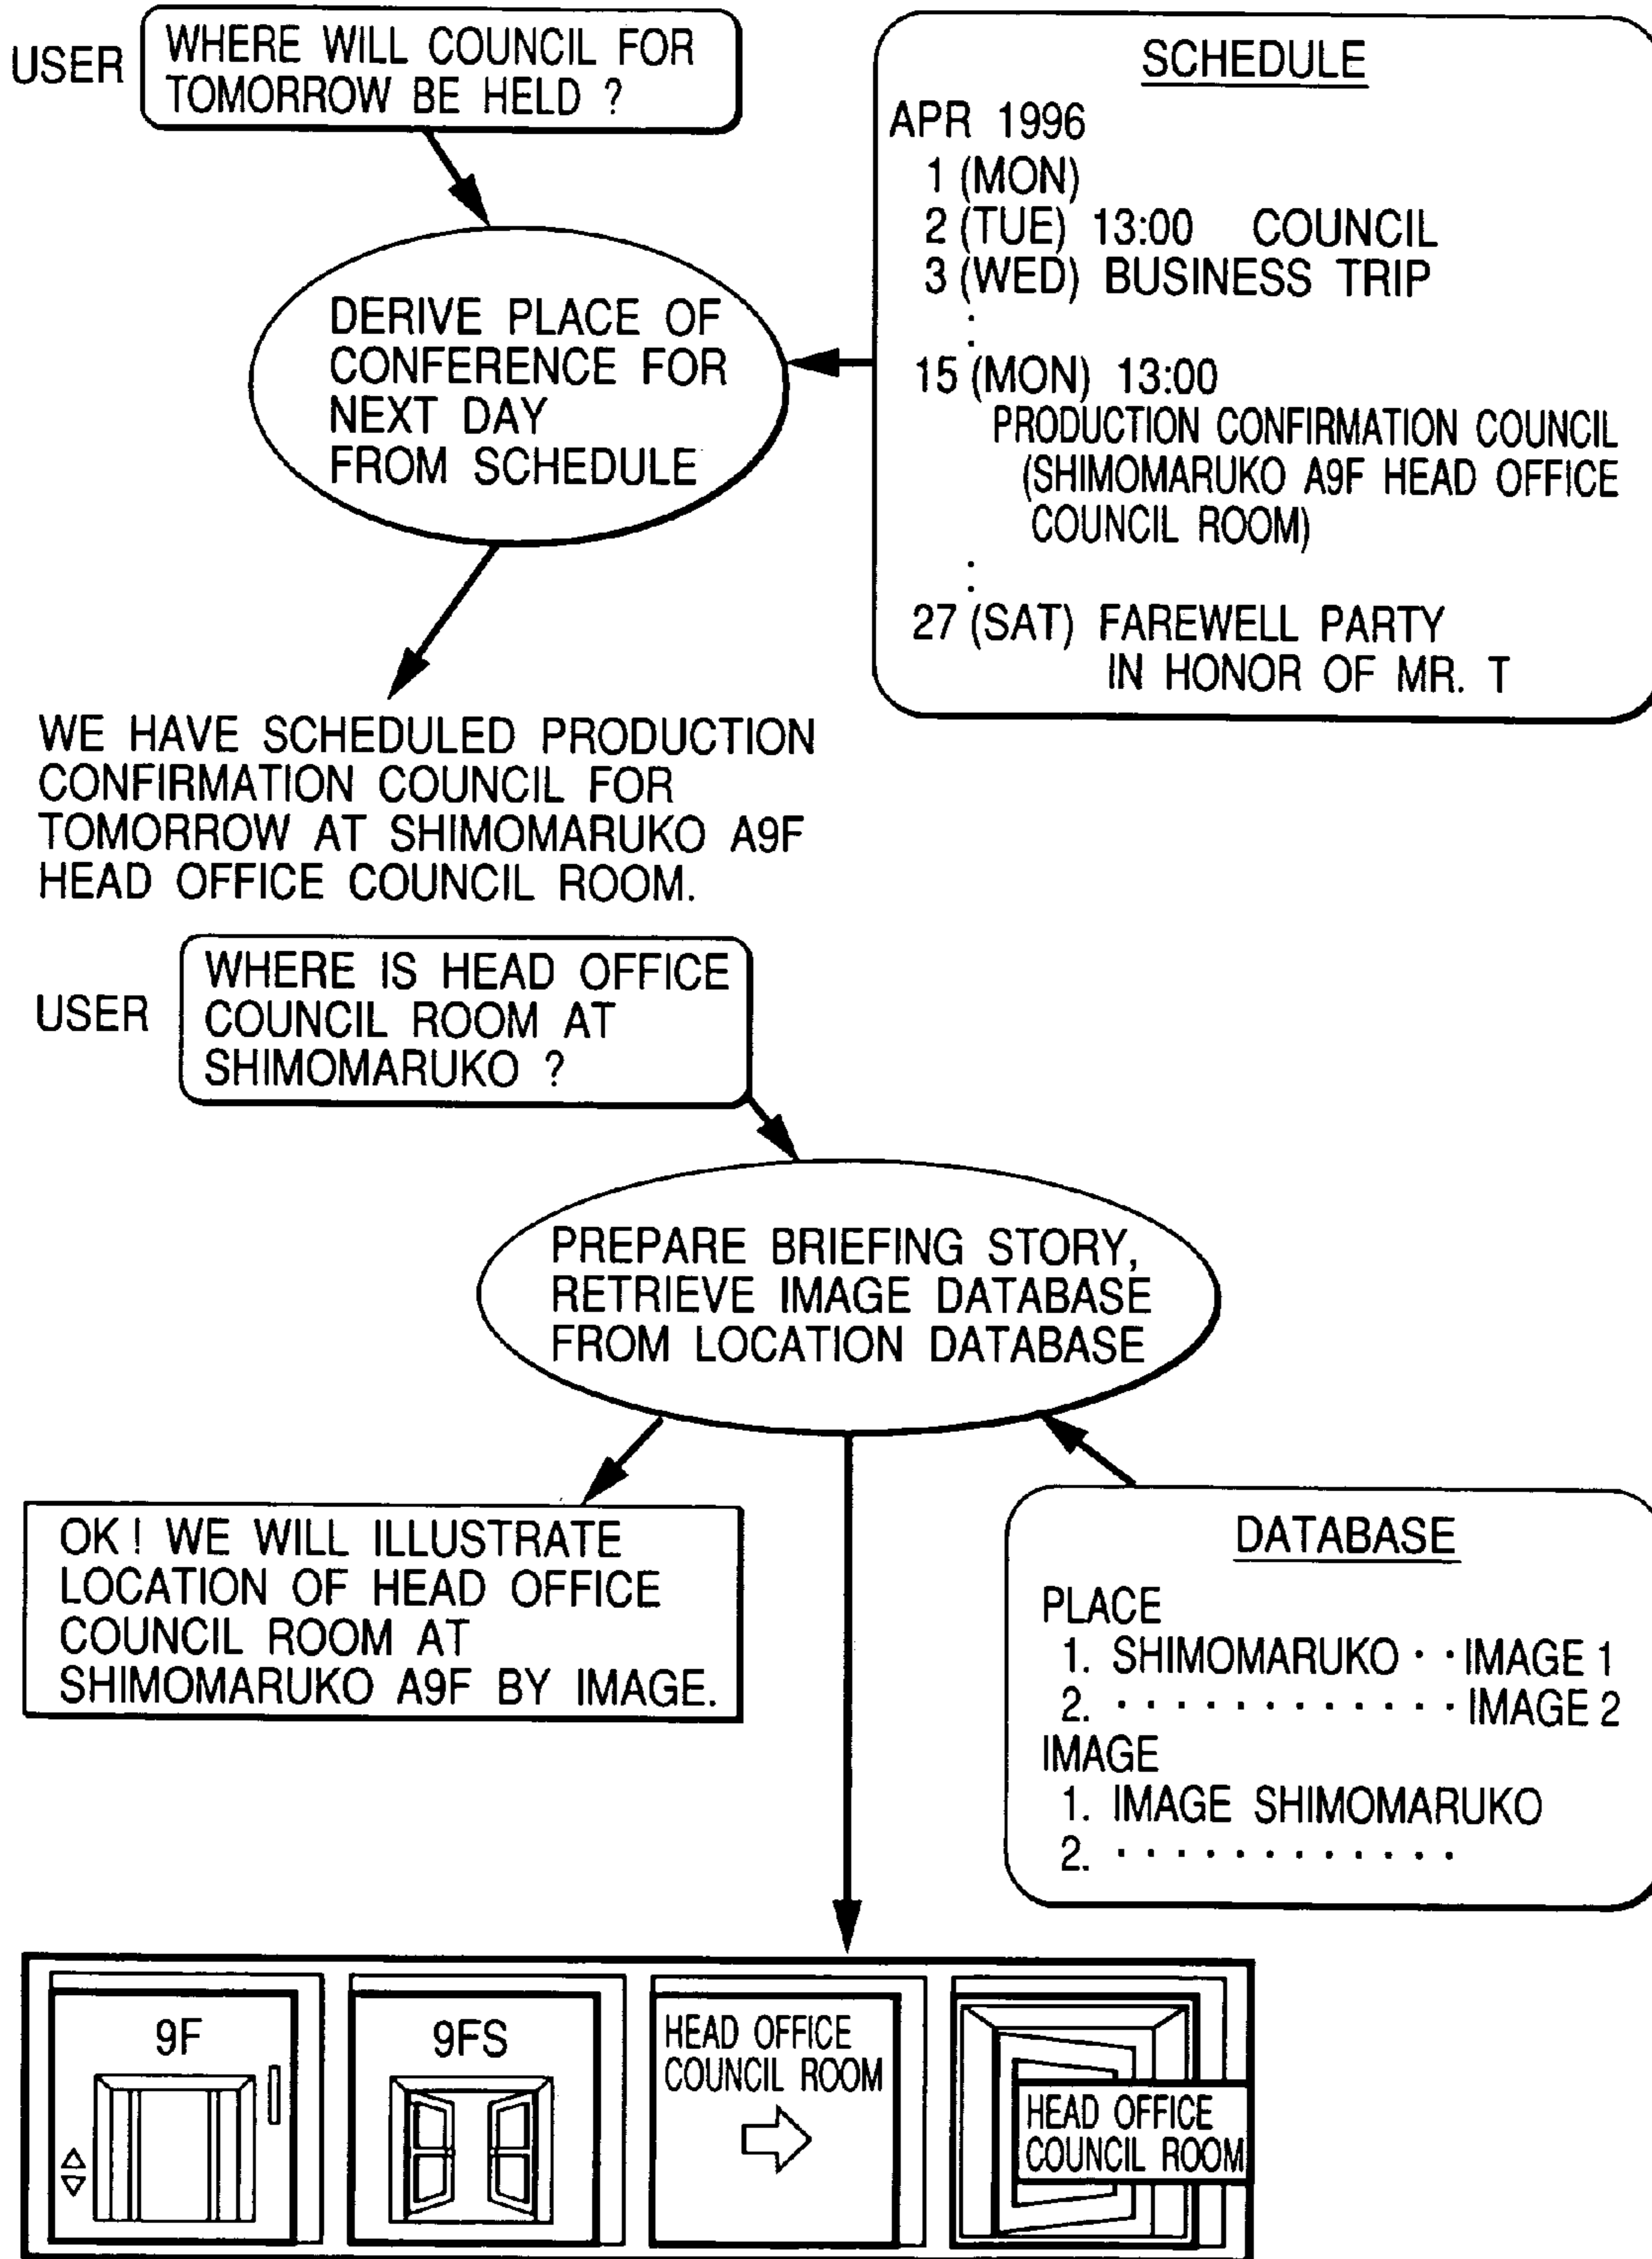 USER
WHERE WILL COUNCIL FOR
TOMORROW BE HELD ?
SCHEDULE
APR 1996
1 (MON)
2 (TUE) 13:00 COUNCIL
3 (WED) BUSINESS TRIP
:
15 (MON) 13:00
PRODUCTION CONFIRMATION COUNCIL
(SHIMOMARUKO A9F HEAD OFFICE
COUNCIL ROOM)
:
27 (SAT) FAREWELL PARTY
IN HONOR OF MR. T
DERIVE PLACE OF
CONFERENCE FOR
NEXT DAY
FROM SCHEDULE
WE HAVE SCHEDULED PRODUCTION
CONFIRMATION COUNCIL FOR
TOMORROW AT SHIMOMARUKO A9F
HEAD OFFICE COUNCIL ROOM.
USER
WHERE IS HEAD OFFICE
COUNCIL ROOM AT
SHIMOMARUKO ?
PREPARE BRIEFING STORY,
RETRIEVE IMAGE DATABASE
FROM LOCATION DATABASE
OK! WE WILL ILLUSTRATE
LOCATION OF HEAD OFFICE
COUNCIL ROOM AT
SHIMOMARUKO A9F BY IMAGE.
DATABASE
PLACE
1. SHIMOMARUKO · · IMAGE 1
2. · · · · · · · · · · · · IMAGE 2
IMAGE
1. IMAGE SHIMOMARUKO
2. · · · · · · · · · · · ·
9F
9FS
HEAD OFFICE
COUNCIL ROOM
HEAD OFFICE
COUNCIL ROOM